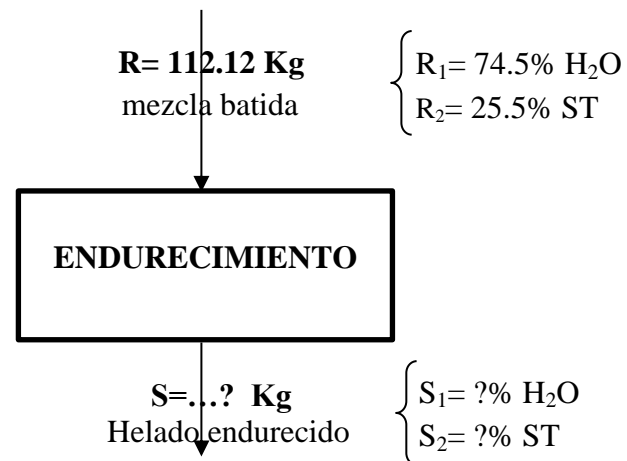 R= 112.12 Kg
mezcla batida
R₁= 74.5% H₂O
R₂= 25.5% ST
ENDURECIMIENTO
S=…? Kg
Helado endurecido
S₁= ?% H₂O
S₂= ?% ST